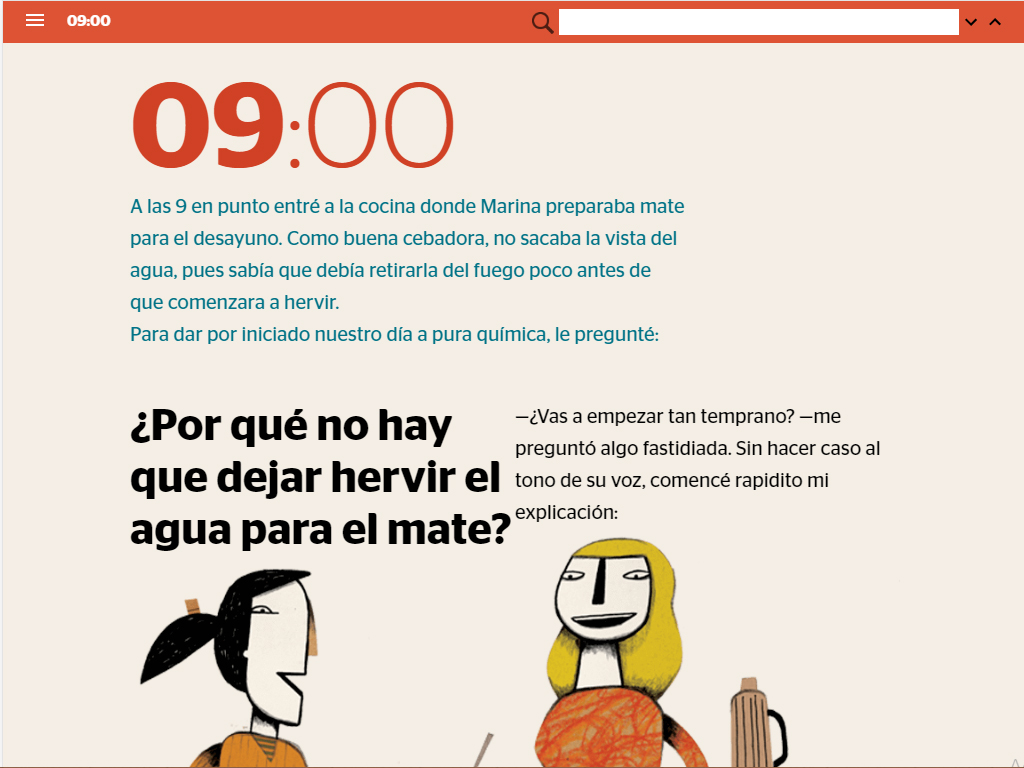 09:00
09:00
A las 9 en punto entré a la cocina donde Marina preparaba mate
para el desayuno. Como buena cebadora, no sacaba la vista del
agua, pues sabía que debía retirarla del fuego poco antes de
que comenzara a hervir.
Para dar por iniciado nuestro día a pura química, le pregunté:
¿Por qué no hay
que dejar hervir el
agua para el mate?
—¿Vas a empezar tan temprano? —me
preguntó algo fastidiada. Sin hacer caso al
tono de su voz, comencé rapidito mi
explicación: